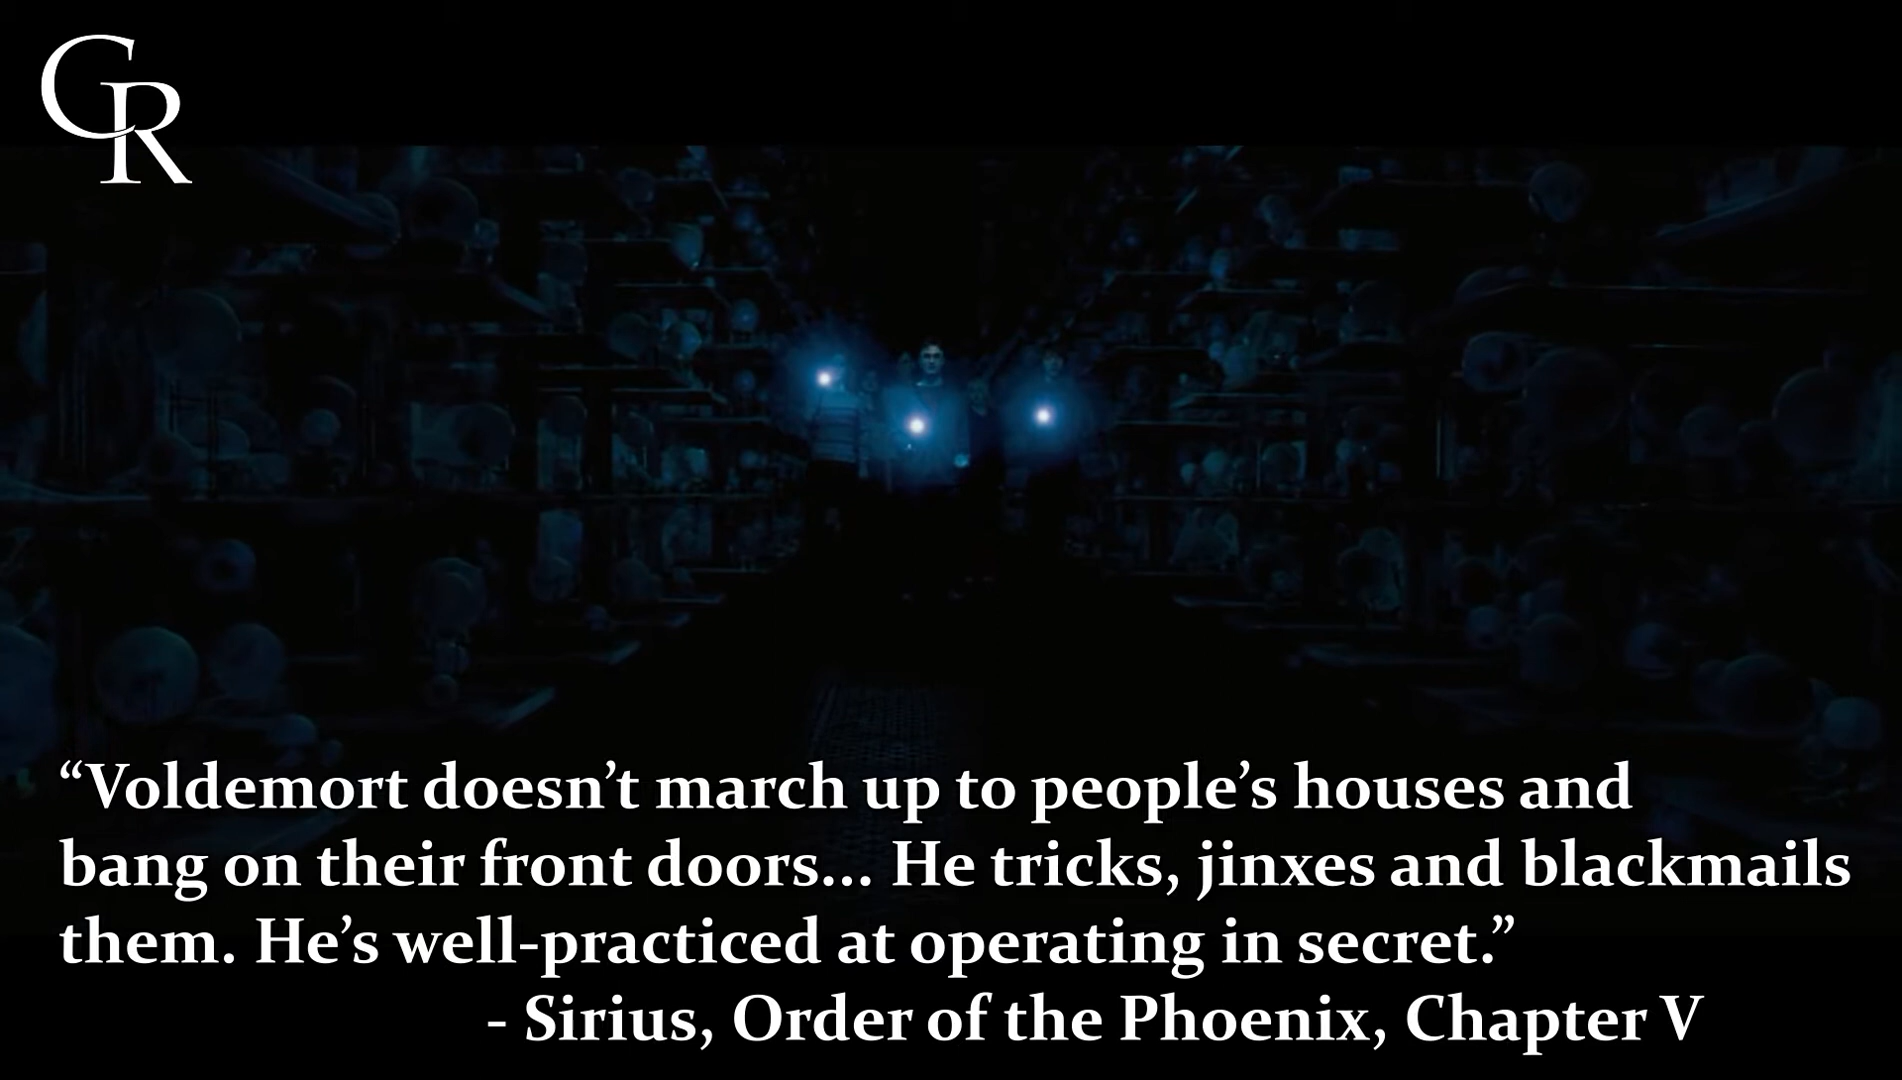 CR
“Voldemort doesn’t march up to people’s houses and
bang on their front doors... He tricks, jinxes and blackmails
them. He’s well-practiced at operating in secret.”
- Sirius, Order of the Phoenix, Chapter V